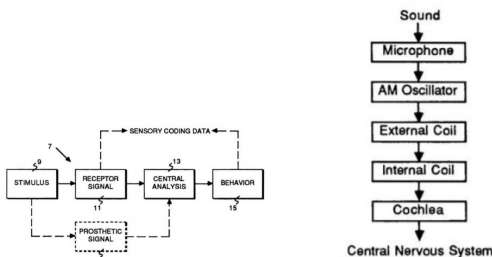 SENSORY CODING DATA
7
9
13
STIMULUS
RECEPTOR
SIGNAL
CENTRAL
ANALYSIS
BEHAVIOR
11
15
PROSTHETIC
SIGNAL
Sound
Microphone
AM Oscillator
External Coil
Internal Coil
Cochlea
Central Nervous System